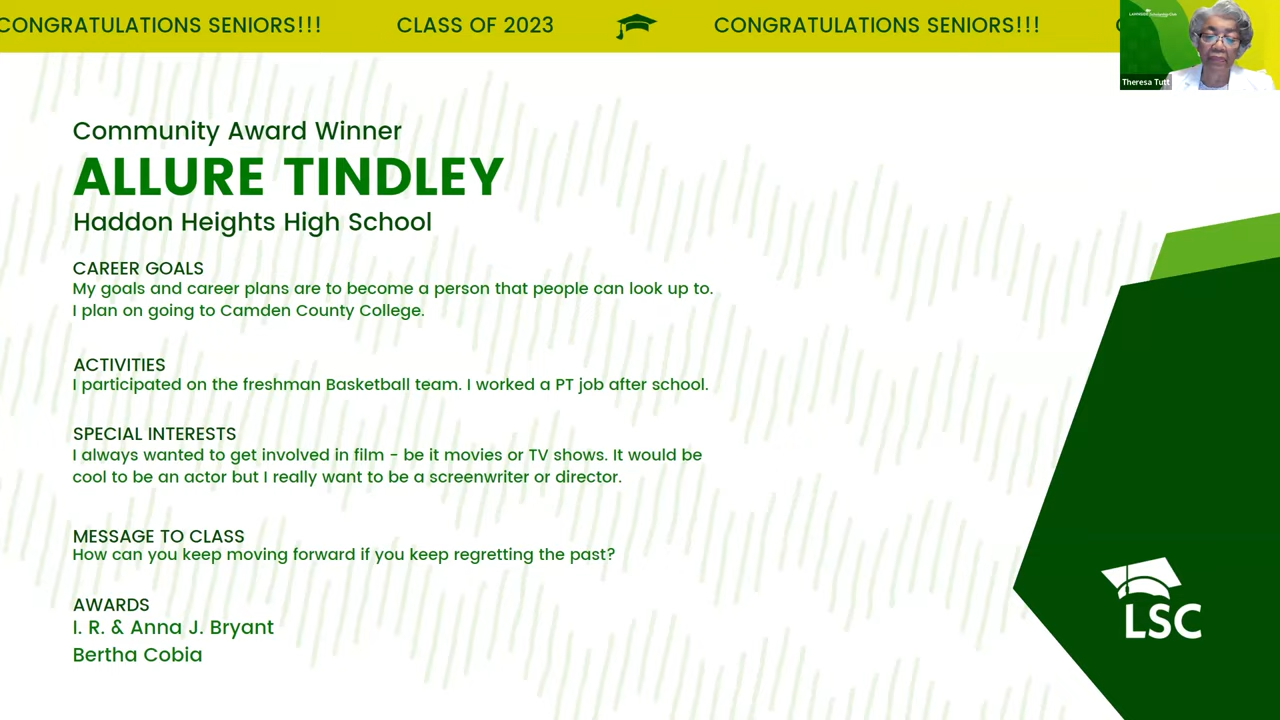 CONGRATULATIONS SENIORS!!! CLASS OF 2023 CONGRATULATIONS SENIORS!!!
Theresa Tutt
Community Award Winner
ALLURE TINDLEY
Haddon Heights High School
CAREER GOALS
My goals and career plans are to become a person that people can look up to.
I plan on going to Camden County College.
ACTIVITIES
I participated on the freshman Basketball team. I worked a PT job after school.
SPECIAL INTERESTS
I always wanted to get involved in film - be it movies or TV shows. It would be
cool to be an actor but I really want to be a screenwriter or director.
MESSAGE TO CLASS
How can you keep moving forward if you keep regretting the past?
AWARDS
I. R. & Anna J. Bryant
Bertha Cobia
LSC